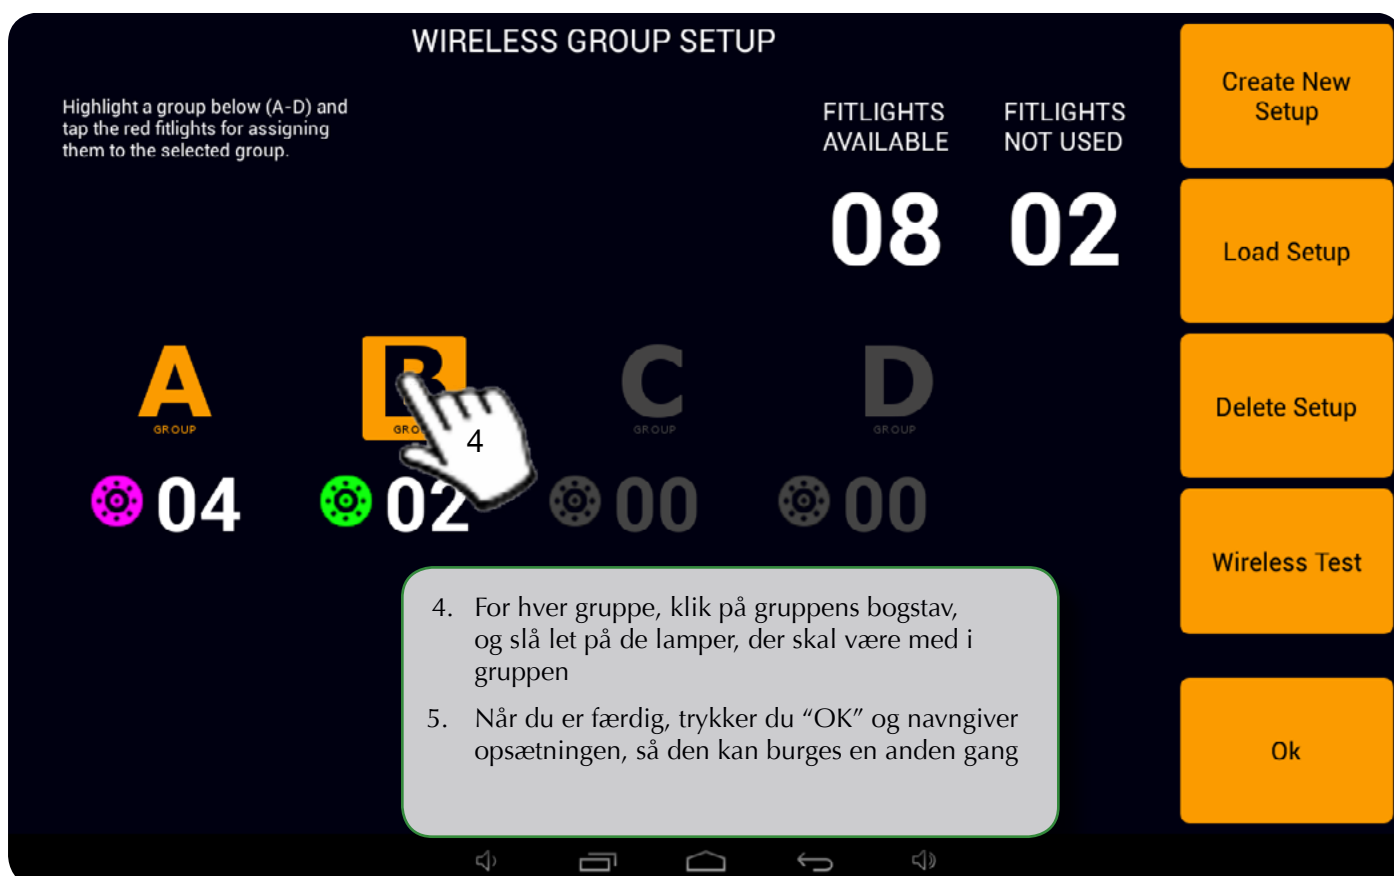 WIRELESS GROUP SETUP
Highlight a group below (A-D) and
tap the red fitlights for assigning
them to the selected group.
FITLIGHTS
AVAILABLE
FITLIGHTS
NOT USED
08
02
A
GROUP
B
GRO
C
GROUP
D
GROUP
4
04
02
00
00
4. For hver gruppe, klik på gruppens bogstav,
og slå let på de lamper, der skal være med i
gruppen
5. Når du er færdig, trykker du “OK” og navngiver
opsætningen, så den kan burges en anden gang
Create New
Setup
Load Setup
Delete Setup
Wireless Test
Ok